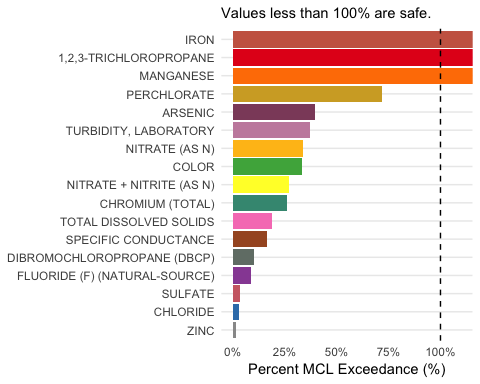 Values less than 100% are safe.
IRON
1,2,3-TRICHLOROPROPANE
MANGANESE
PERCHLORATE
ARSENIC
TURBIDITY, LABORATORY
NITRATE (AS N)
COLOR
NITRATE + NITRITE (AS N)
CHROMIUM (TOTAL)
TOTAL DISSOLVED SOLIDS
SPECIFIC CONDUCTANCE
DIBROMOCHLOROPROPANE (DBCP)
FLUORIDE (F) (NATURAL-SOURCE)
SULFATE
CHLORIDE
ZINC
0% 25% 50% 75% 100%
Percent MCL Exceedance (%)